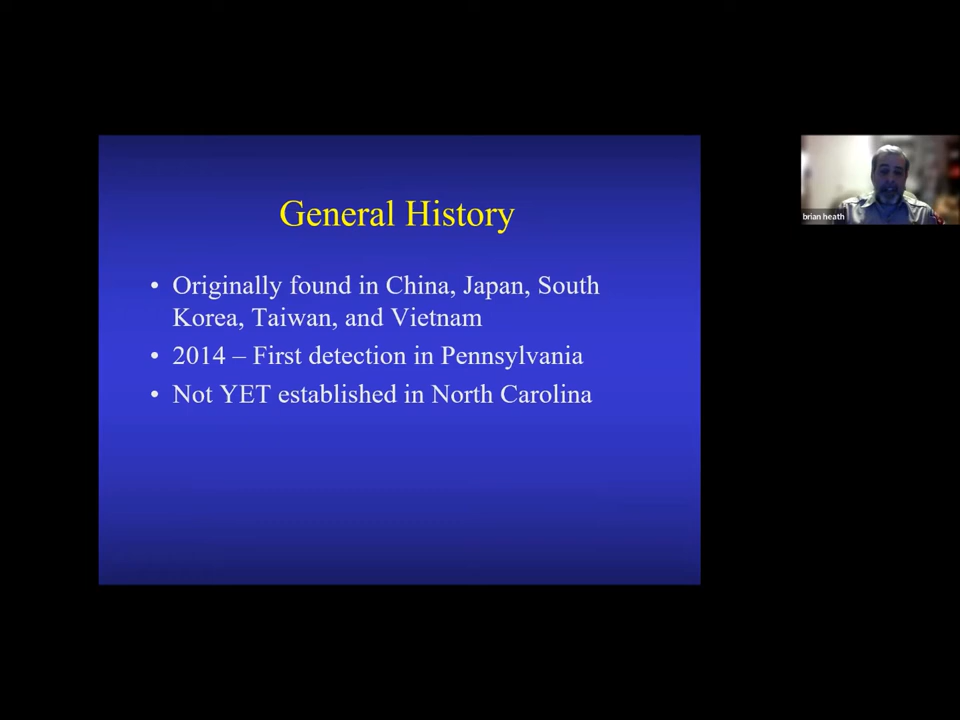 General History
• Originally found in China, Japan, South
Korea, Taiwan, and Vietnam
• 2014 – First detection in Pennsylvania
• Not YET established in North Carolina
brian heath